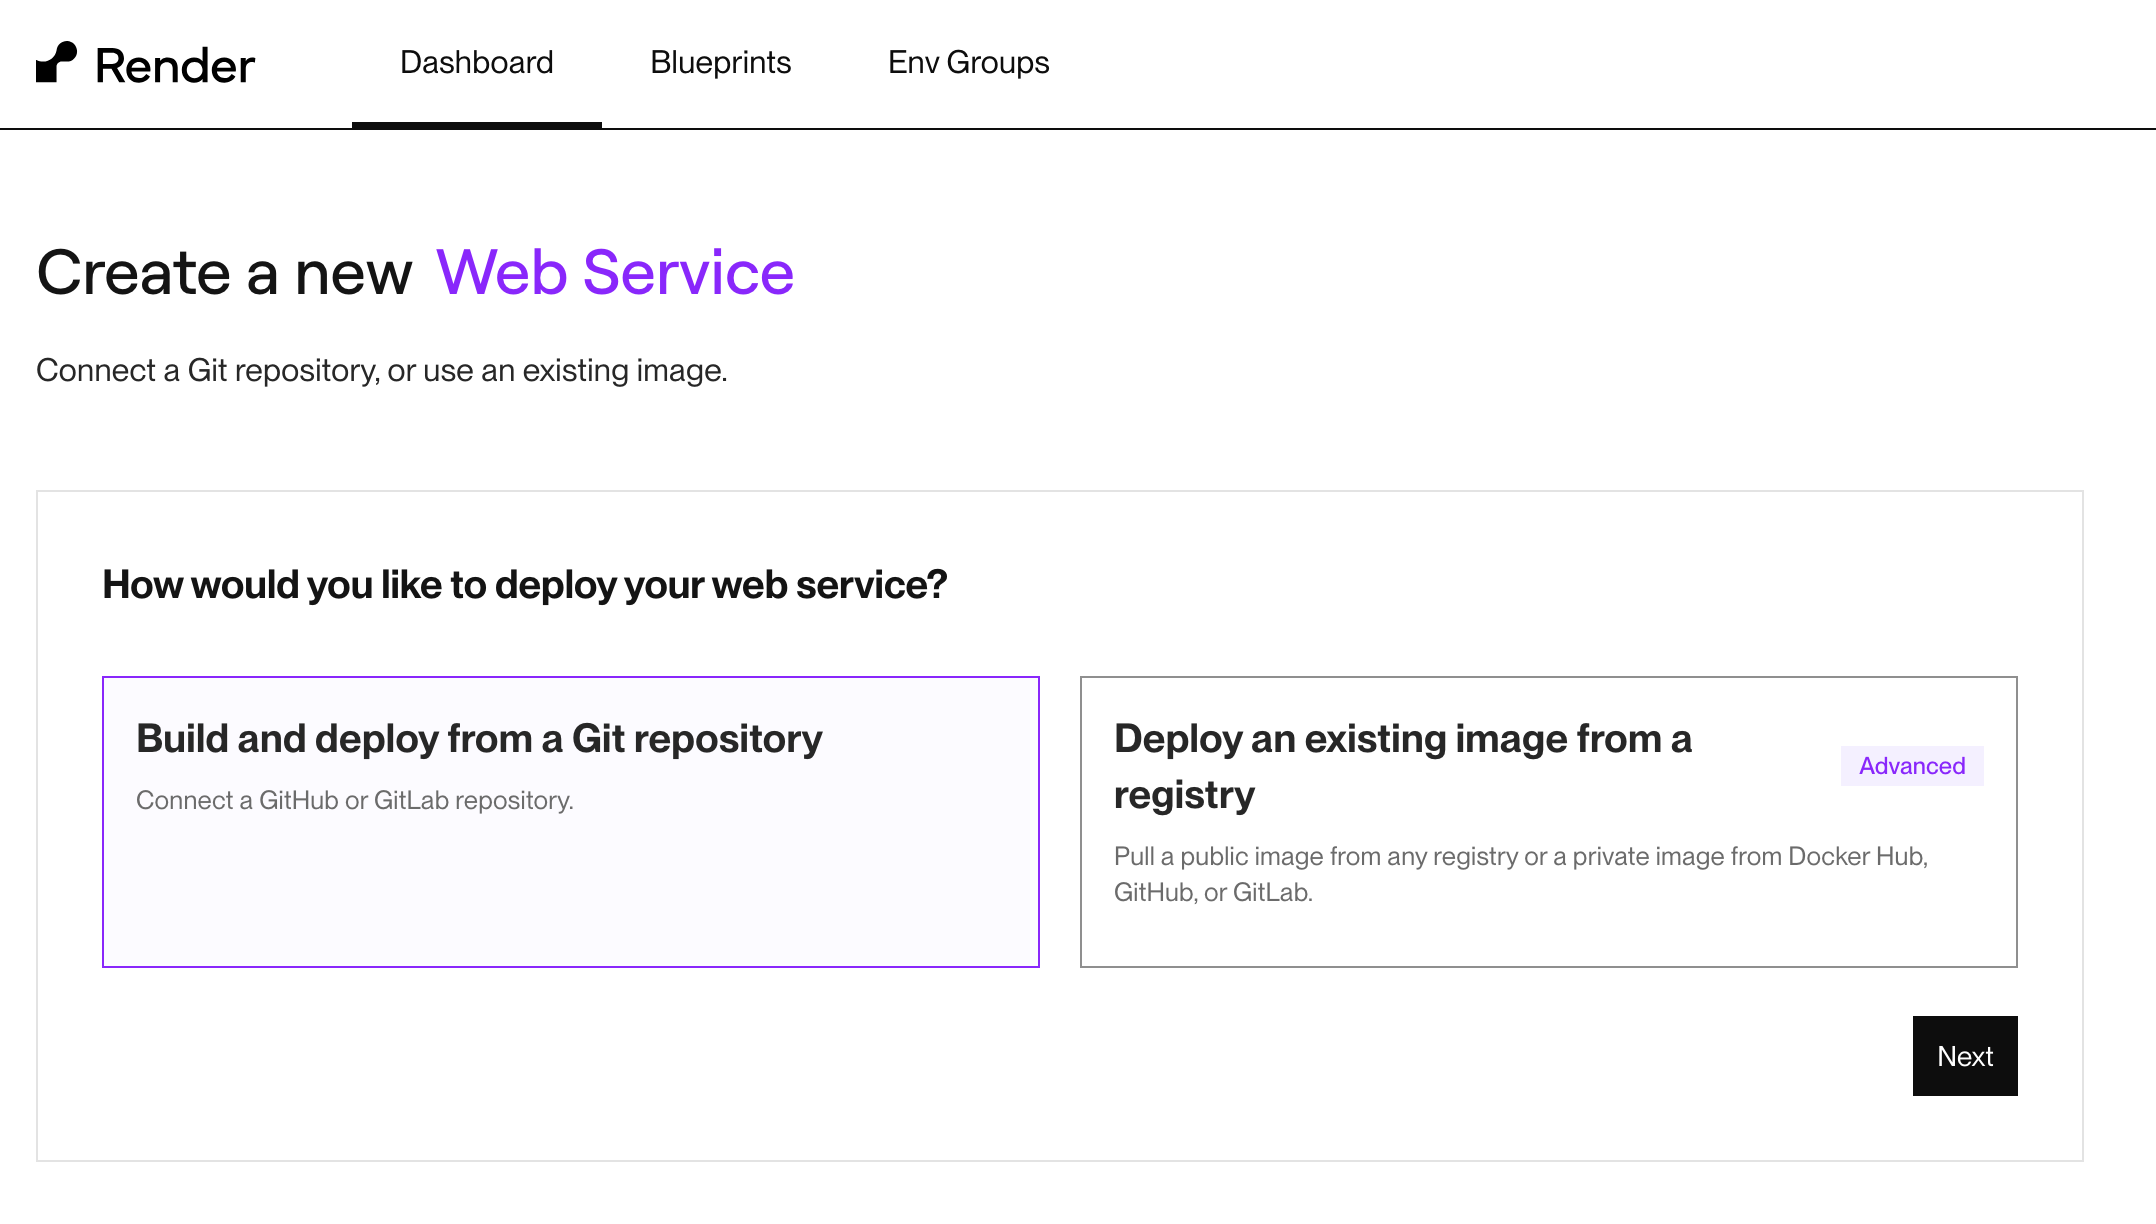 Render
Dashboard
Blueprints
Env Groups
Create a new Web Service
Connect a Git repository, or use an existing image.
How would you like to deploy your web service?
Build and deploy from a Git repository
Connect a GitHub or GitLab repository.
Deploy an existing image from a
registry
Advanced
Pull a public image from any registry or a private image from Docker Hub,
GitHub, or GitLab.
Next